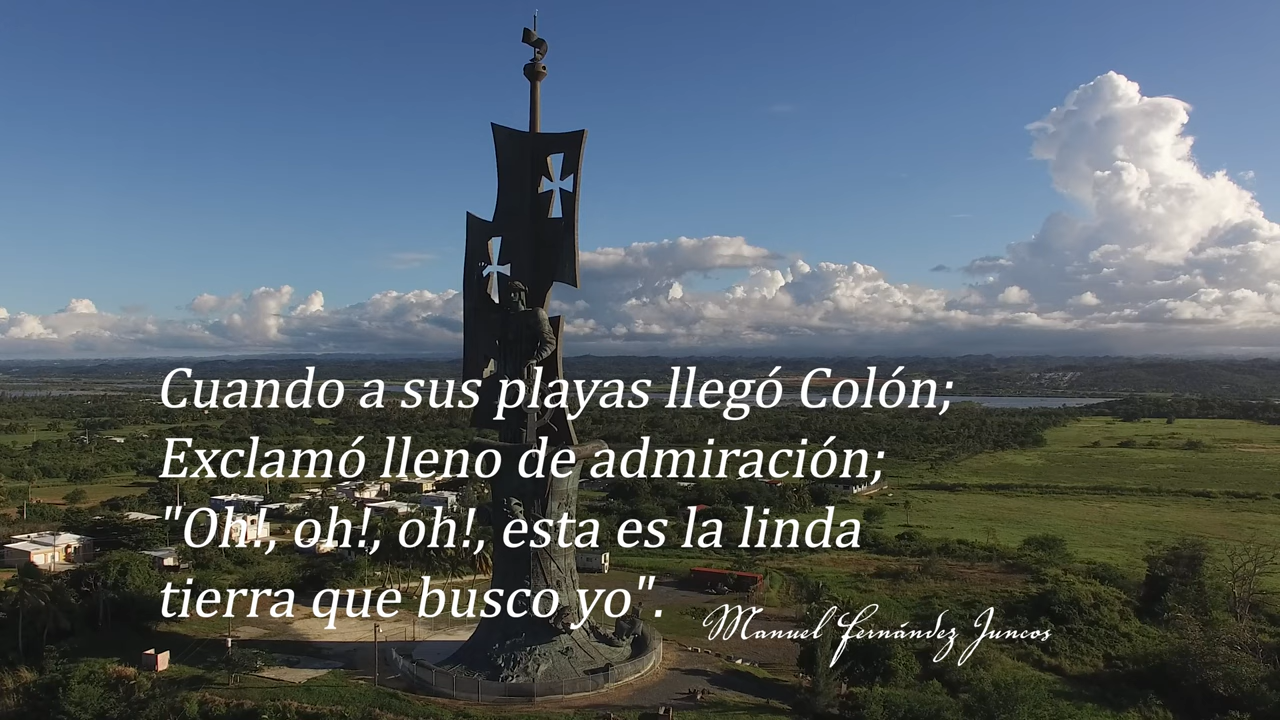 Cuando a sus playas llegó Colón;
Exclamó lleno de admiración;
"Oh!, oh!, oh!, esta es la linda
tierra que busco yo".
Manuel Fernández Juncos